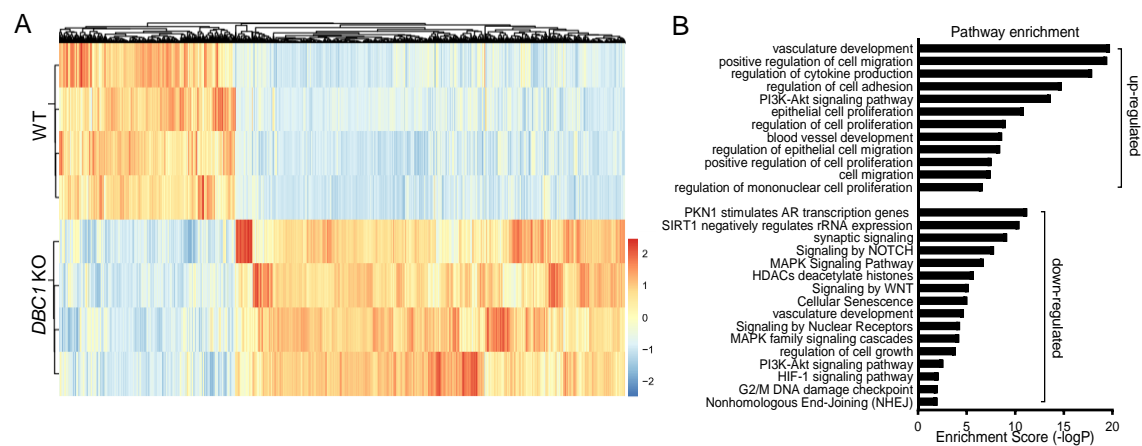 A
WT
DBC1 KO
2
1
0
−1
−2
B
Pathway enrichment
vasculature development
positive regulation of cell migration
regulation of cytokine production
regulation of cell adhesion
PI3K-Akt signaling pathway
epithelial cell proliferation
regulation of cell proliferation
blood vessel development
regulation of epithelial cell migration
positive regulation of cell proliferation
cell migration
regulation of mononuclear cell proliferation
up-regulated
PKN1 stimulates AR transcription genes
SIRT1 negatively regulates rRNA expression
synaptic signaling
Signaling by NOTCH
MAPK Signaling Pathway
HDACs deacetylate histones
Signaling by WNT
Cellular Senescence
vasculature development
Signaling by Nuclear Receptors
MAPK family signaling cascades
regulation of cell growth
PI3K-Akt signaling pathway
HIF-1 signaling pathway
G2/M DNA damage checkpoint
Nonhomologous End-Joining (NHEJ)
down-regulated
0 5 10 15 20
Enrichment Score (-logP)